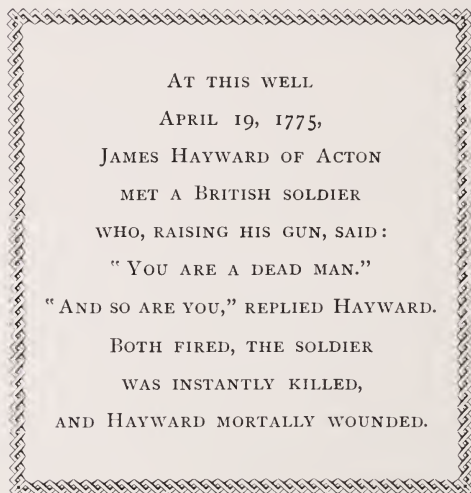 At this well
April 19, 1775,
James Hayward of Acton
met a British soldier
who, raising his gun, said:
"You are a dead man."
"And so are you," replied Hayward.
Both fired, the soldier
was instantly killed,
and Hayward mortally wounded.